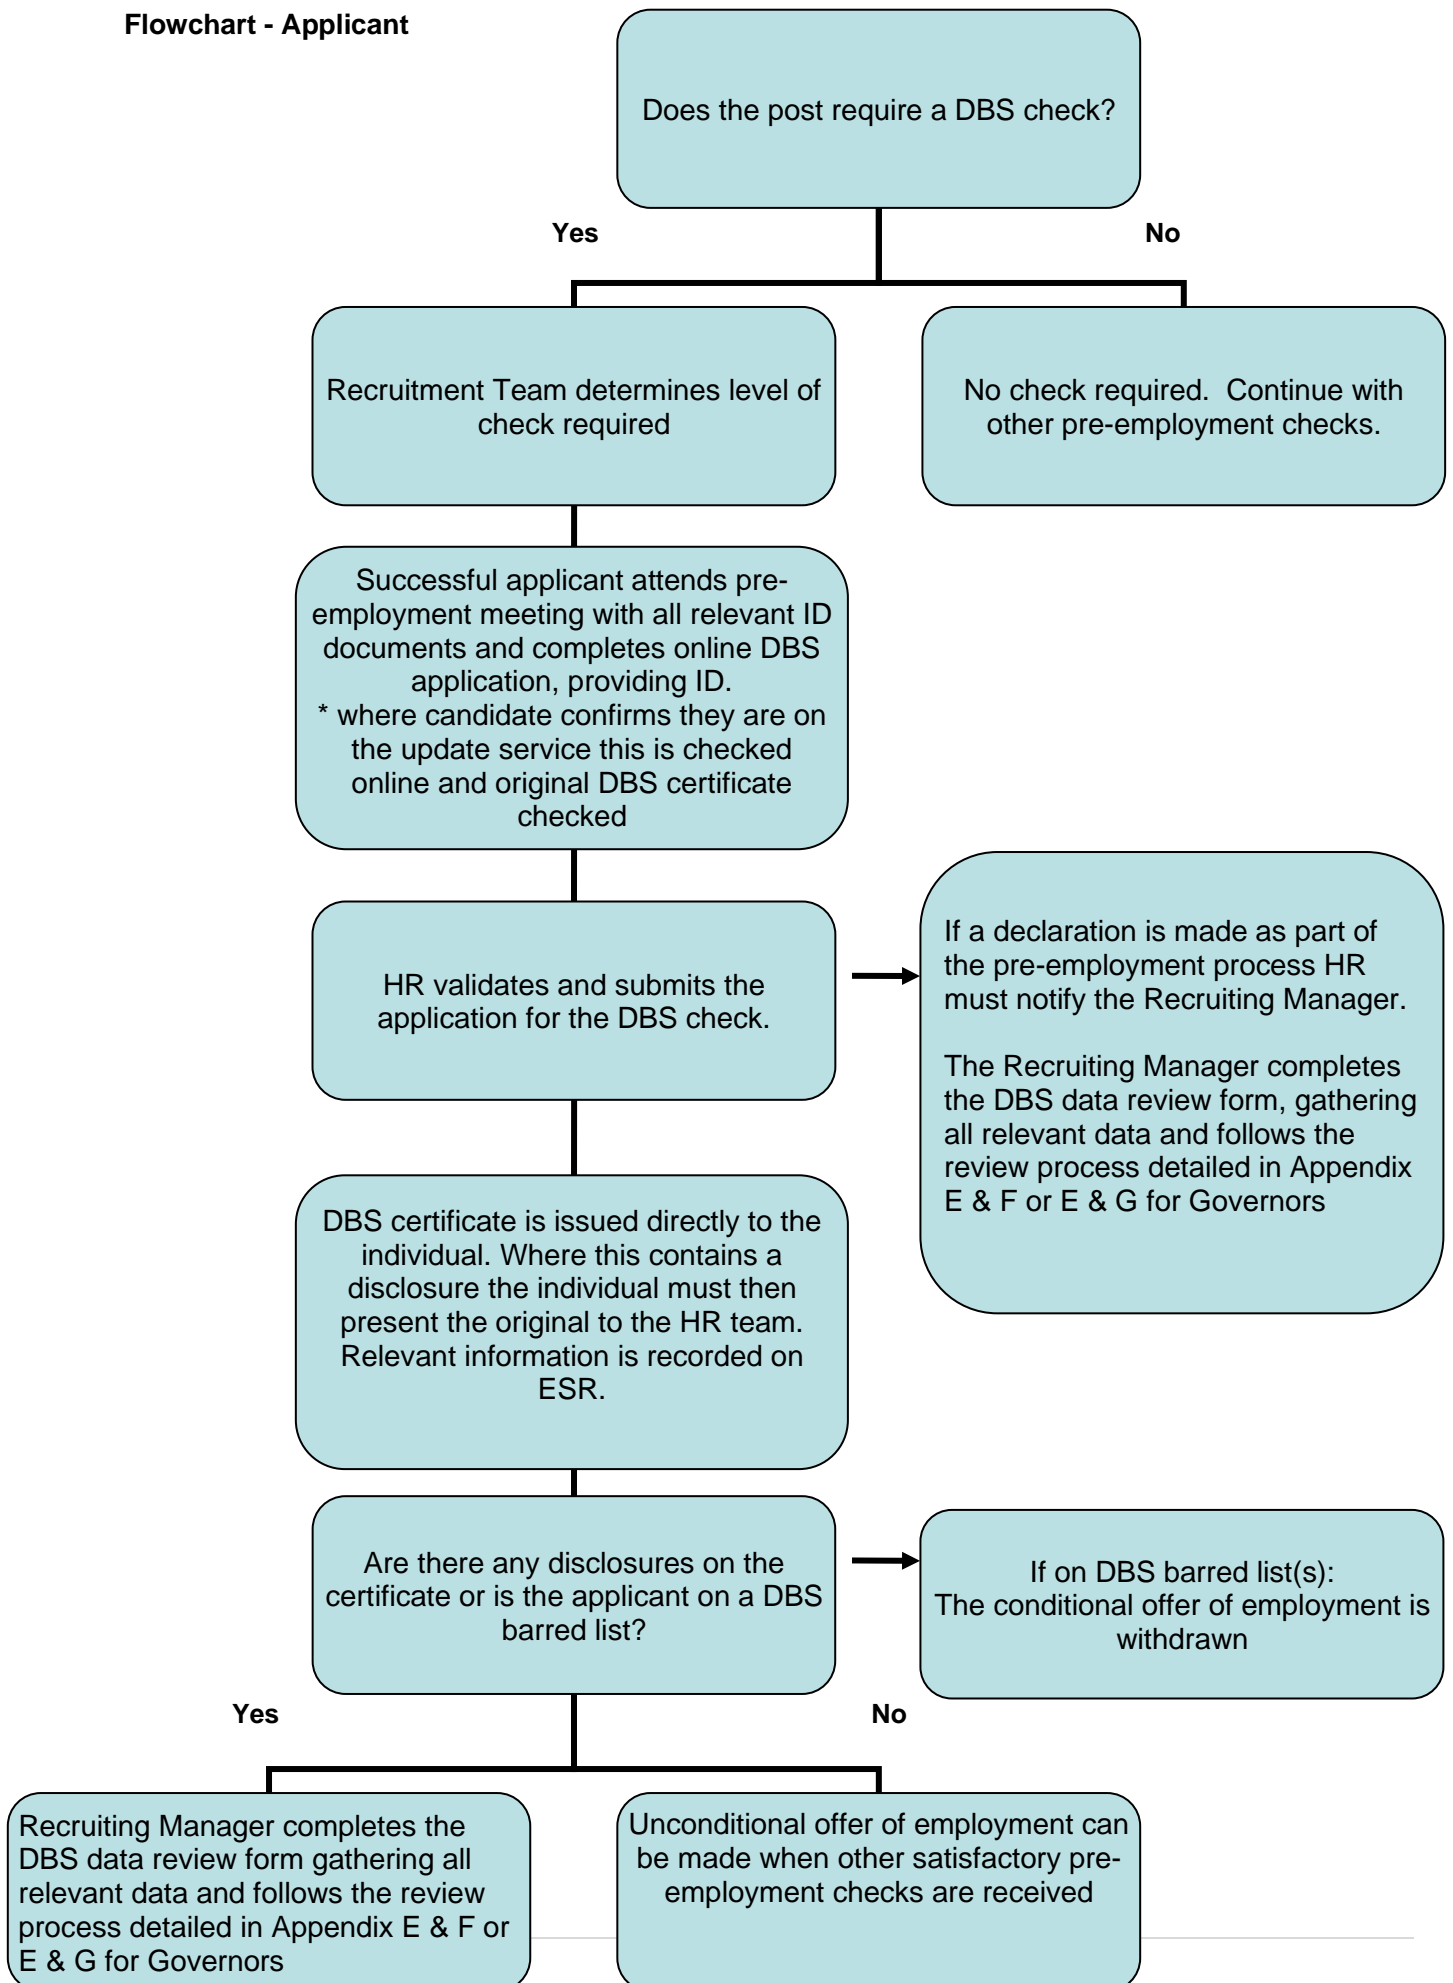 Flowchart - Applicant
Does the post require a DBS check?
Yes
No
Recruitment Team determines level of
check required
No check required.  Continue with
other pre-employment checks.
Successful applicant attends pre-
employment meeting with all relevant ID
documents and completes online DBS
application, providing ID.
* where candidate confirms they are on
the update service this is checked
online and original DBS certificate
checked
HR validates and submits the
application for the DBS check.
If a declaration is made as part of
the pre-employment process HR
must notify the Recruiting Manager.
The Recruiting Manager completes
the DBS data review form, gathering
all relevant data and follows the
review process detailed in Appendix
E & F or E & G for Governors
DBS certificate is issued directly to the
individual. Where this contains a
disclosure the individual must then
present the original to the HR team.
Relevant information is recorded on
ESR.
Are there any disclosures on the
certificate or is the applicant on a DBS
barred list?
If on DBS barred list(s):
The conditional offer of employment is
withdrawn
Yes
No
Recruiting Manager completes the
DBS data review form gathering all
relevant data and follows the review
process detailed in Appendix E & F or
E & G for Governors
Unconditional offer of employment can
be made when other satisfactory pre-
employment checks are received